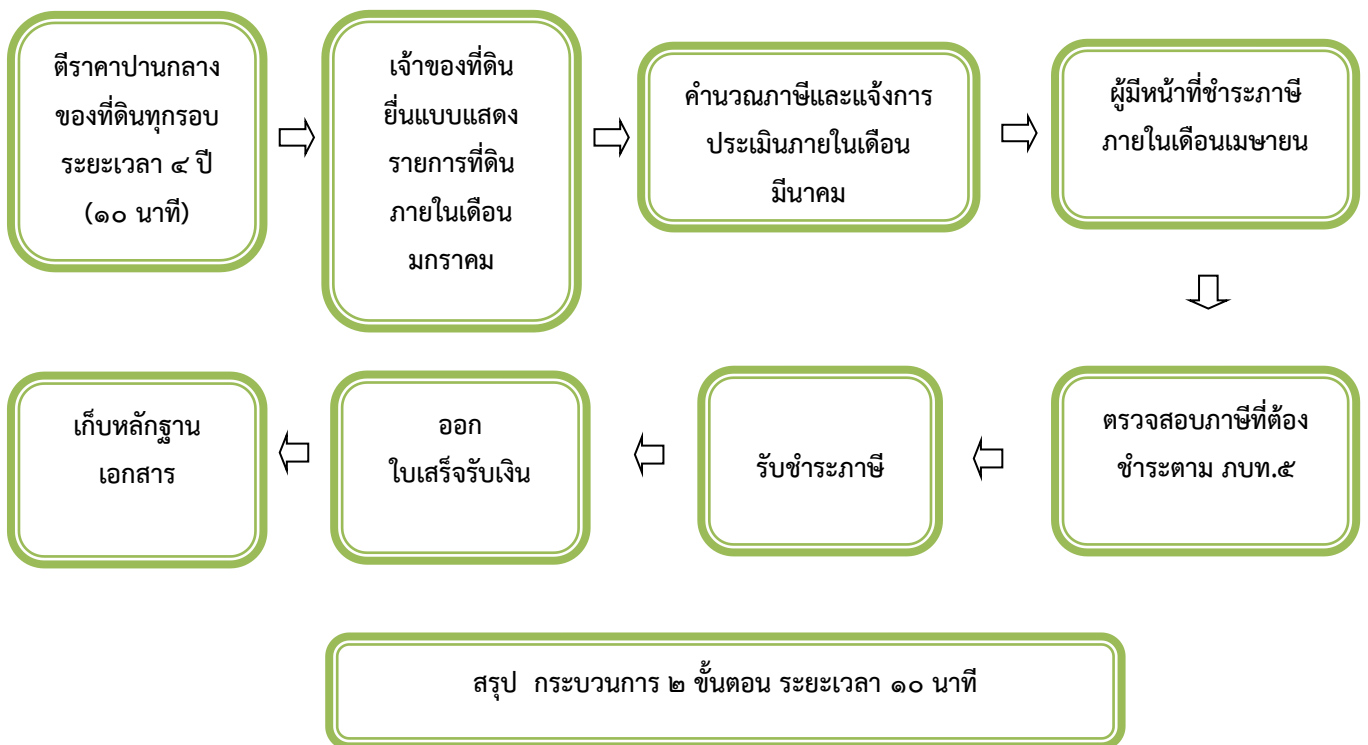 ตีราคาปานกลาง
ของที่ดินทุกรอบ
ระยะเวลา ๔ ปี
(๑๐ นาที)
เจ้าของที่ดิน
ยื่นแบบแสดง
รายการที่ดิน
ภายในเดือน
มกราคม
คำนวณภาษีและแจ้งการ
ประเมินภายในเดือน
มีนาคม
ผู้มีหน้าที่ชำระภาษี
ภายในเดือนเมษายน
ตรวจสอบภาษีที่ต้อง
ชำระตาม ภบท.๕
รับชำระภาษี
ออก
ใบเสร็จรับเงิน
เก็บหลักฐาน
เอกสาร
สรุป กระบวนการ ๒ ขั้นตอน ระยะเวลา ๑๐ นาที